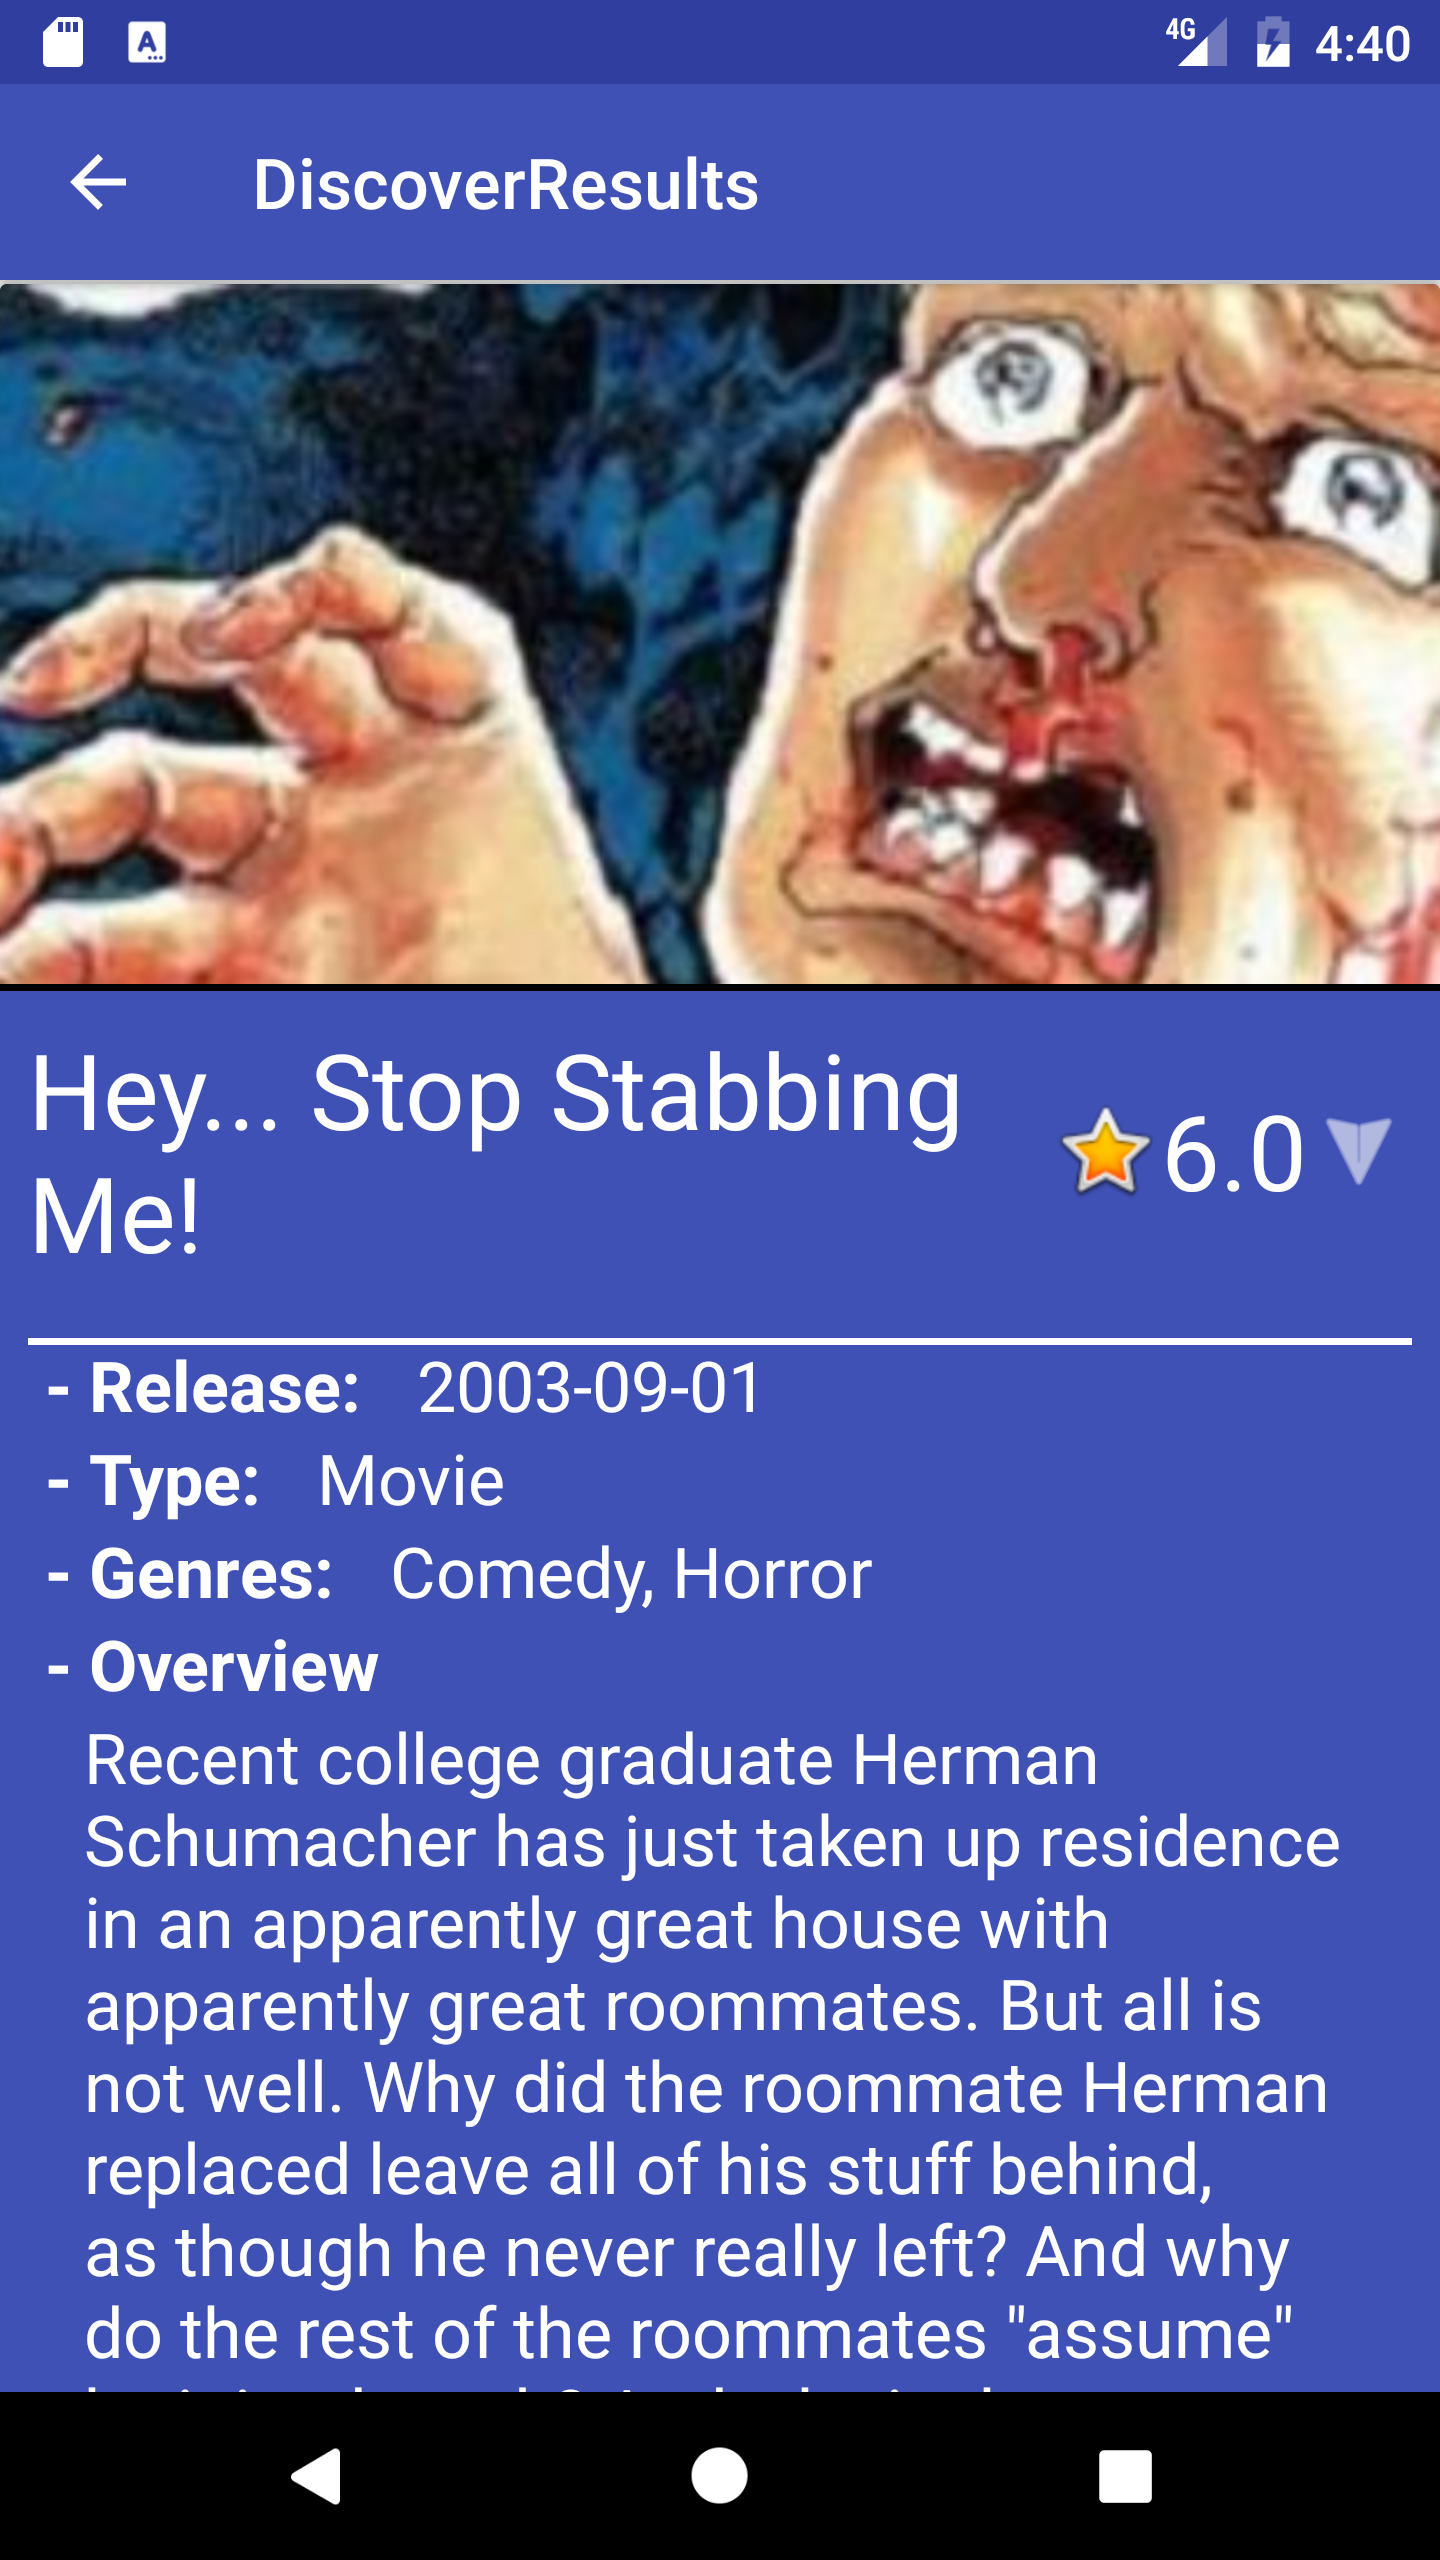 4G 4:40
DiscoverResults
Hey... Stop Stabbing
Me!
6.0
- Release: 2003-09-01
- Type: Movie
- Genres: Comedy, Horror
- Overview
Recent college graduate Herman
Schumacher has just taken up residence
in an apparently great house with
apparently great roommates. But all is
not well. Why did the roommate Herman
replaced leave all of his stuff behind,
as though he never really left? And why
do the rest of the roommates "assume"